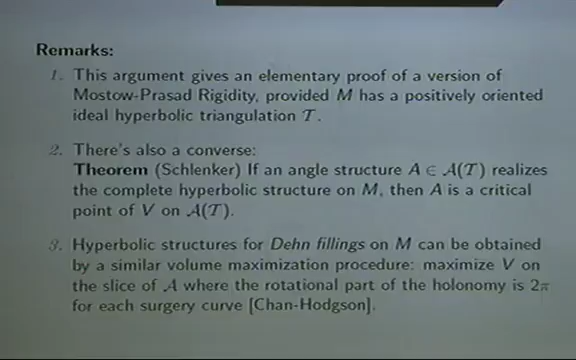 Remarks:
1. This argument gives an elementary proof of a version of
Mostow-Prasad Rigidity, provided M has a positively oriented
ideal hyperbolic triangulation 𝒯.
2. There's also a converse:
Theorem (Schlenker) If an angle structure A ∈ 𝒜(𝒯) realizes
the complete hyperbolic structure on M, then A is a critical
point of V on 𝒜(𝒯).
3. Hyperbolic structures for Dehn fillings on M can be obtained
by a similar volume maximization procedure: maximize V on
the slice of 𝒜 where the rotational part of the holonomy is 2π
for each surgery curve [Chan-Hodgson].